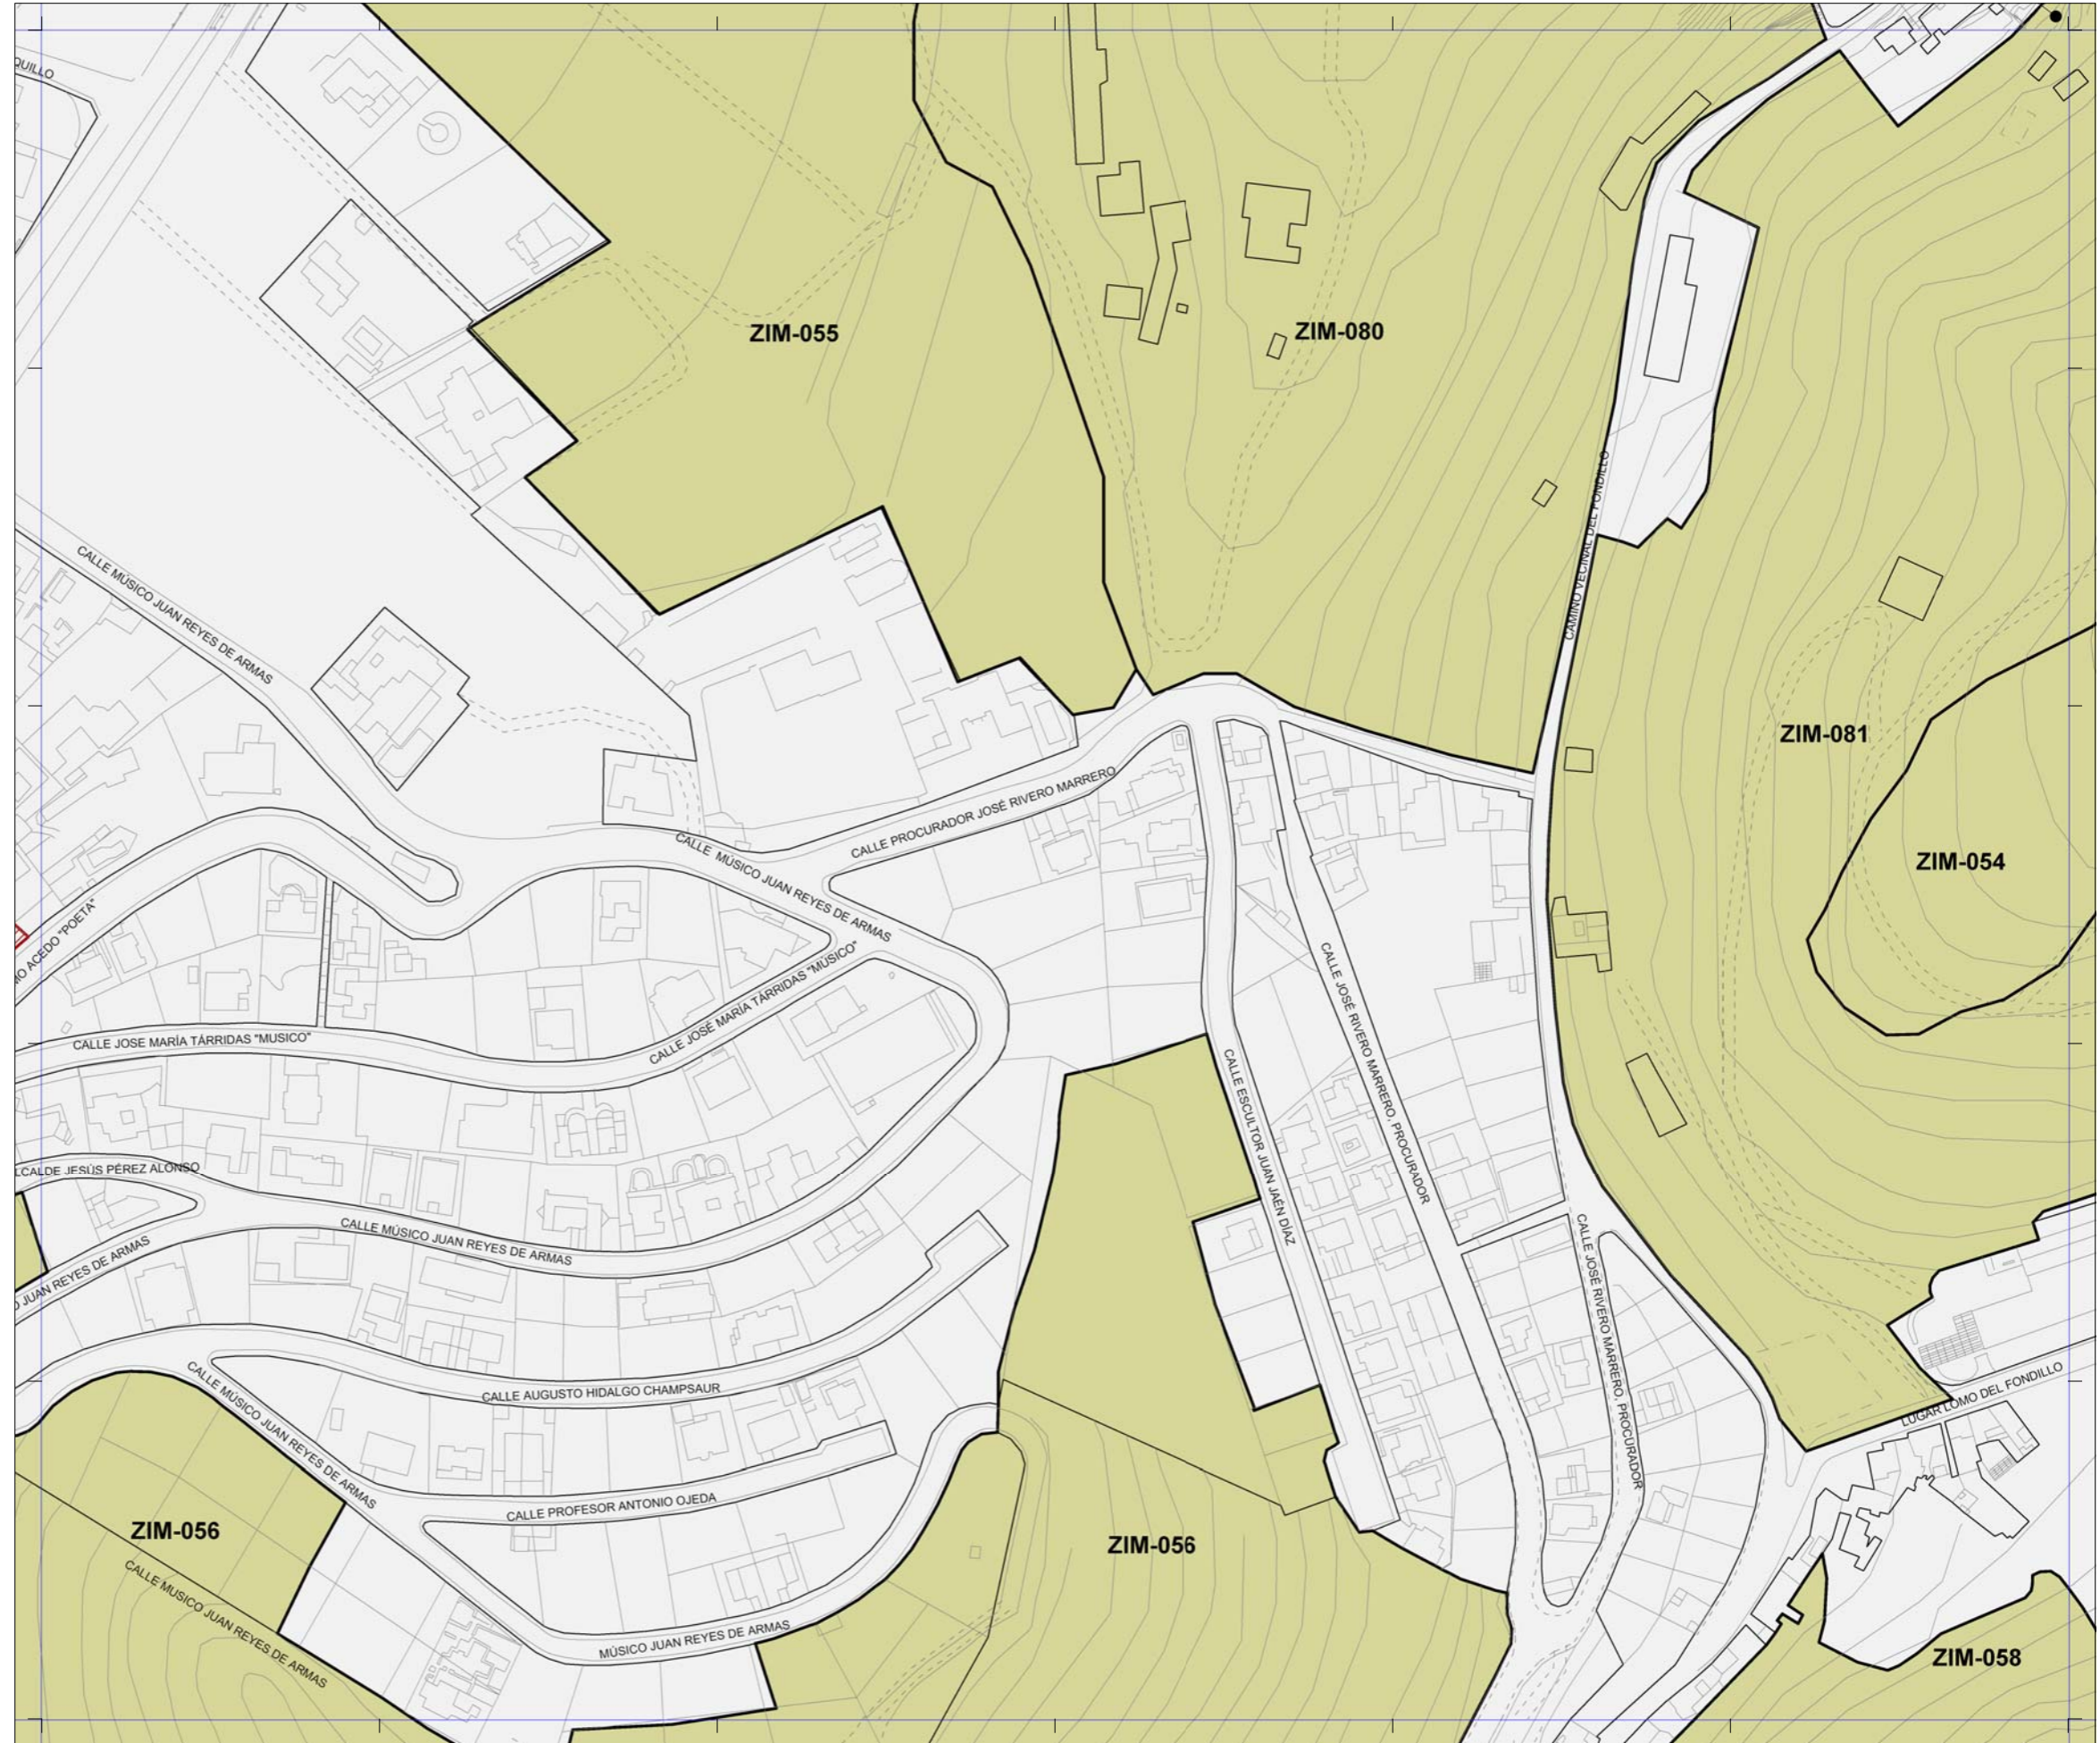 QUILLO
ZIM-055
ZIM-080
CAMINO VECINAL DEL FONDILLO
CALLE MÚSICO JUAN REYES DE ARMAS
ZIM-081
CALLE PROCURADOR JOSÉ RIVERO MARRERO
CALLE MÚSICO JUAN REYES DE ARMAS
ZIM-054
ACEDO "POETA"
CALLE JOSÉ MARÍA TÁRRIDAS "MÚSICO"
CALLE JOSE MARÍA TÁRRIDAS "MUSICO"
CALLE JOSÉ RIVERO MARRERO, PROCURADOR
CALLE ESCULTOR JUAN JAÉN DÍAZ
LCALDE JESÚS PÉREZ ALONSO
CALLE MÚSICO JUAN REYES DE ARMAS
O JUAN REYES DE ARMAS
CALLE JOSÉ RIVERO MARRERO, PROCURADOR
CALLE AUGUSTO HIDALGO CHAMPSAUR
LUGAR LOMO DEL FONDILLO
CALLE MÚSICO JUAN REYES DE ARMAS
CALLE PROFESOR ANTONIO OJEDA
ZIM-056
ZIM-056
CALLE MUSICO JUAN REYES DE ARMAS
MÚSICO JUAN REYES DE ARMAS
ZIM-058